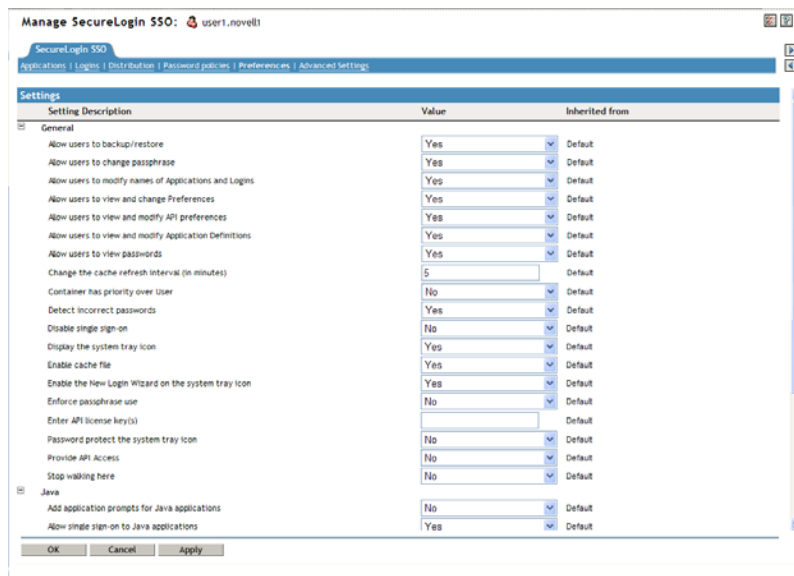 Manage SecureLogin SSO: user1.novell1
SecureLogin SSO
Applications | Logins | Distribution | Password policies | Preferences | Advanced Settings
Settings
Setting Description Value Inherited from
General
Allow users to backup/restore Yes Default
Allow users to change passphrase Yes Default
Allow users to modify names of Applications and Logins Yes Default
Allow users to view and change Preferences Yes Default
Allow users to view and modify API preferences Yes Default
Allow users to view and modify Application Definitions Yes Default
Allow users to view passwords Yes Default
Change the cache refresh interval (in minutes) 5 Default
Container has priority over User No Default
Detect incorrect passwords Yes Default
Disable single sign-on No Default
Display the system tray icon Yes Default
Enable cache file Yes Default
Enable the New Login Wizard on the system tray icon Yes Default
Enforce passphrase use No Default
Enter API license key(s) Default
Password protect the system tray icon No Default
Provide API Access No Default
Stop walking here No Default
Java
Add application prompts for Java applications No Default
Allow single sign-on to Java applications Yes Default
OK Cancel Apply